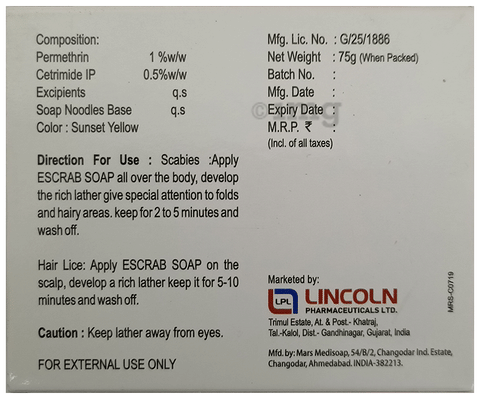 Composition:
Permethrin 1 %w/w
Cetrimide IP 0.5%w/w
Excipients q.s
Soap Noodles Base q.s
Color : Sunset Yellow
Direction For Use : Scabies :Apply
ESCRAB SOAP all over the body, develop
the rich lather give special attention to folds
and hairy areas. keep for 2 to 5 minutes and
wash off.
Hair Lice: Apply ESCRAB SOAP on the
scalp, develop a rich lather keep it for 5-10
minutes and wash off.
Caution : Keep lather away from eyes.
FOR EXTERNAL USE ONLY
Mfg. Lic. No. : G/25/1886
Net Weight : 75g (When Packed)
Batch No. :
Mfg. Date :
Expiry Date :
M.R.P. ₹ :
(Incl. of all taxes)
1mg
Marketed by:
LPL LINCOLN
PHARMACEUTICALS LTD.
Trimul Estate, At. & Post.- Khatraj,
Tal.-Kalol, Dist.- Gandhinagar, Gujarat, India
Mfg. by: Mars Medisoap, 54/B/2, Changodar Ind. Estate,
Changodar, Ahmedabad. INDIA-382213.
MRS-C0719